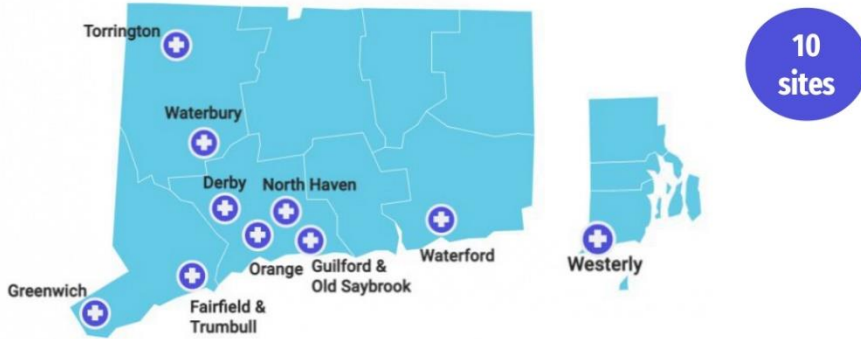 Torrington
10
sites
Waterbury
Derby
North Haven
Orange
Guilford &
Old Saybrook
Waterford
Westerly
Greenwich
Fairfield &
Trumbull